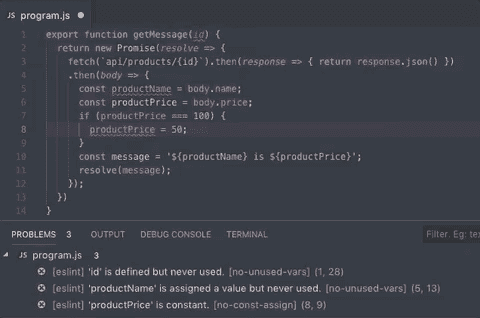 JS program.js
1 export function getMessage(id) {
2 return new Promise(resolve => {
3 fetch(`api/products/{id}`).then(response => { return response.json() })
4 .then(body => {
5 const productName = body.name;
6 const productPrice = body.price;
7 if (productPrice === 100) {
8 productPrice = 50;
9 }
10 const message = '${productName} is ${productPrice}';
11 resolve(message);
12 });
13 })
14 }
PROBLEMS 3 OUTPUT DEBUG CONSOLE TERMINAL Filter. Eg: tex
JS program.js 3
[eslint] 'id' is defined but never used. [no-unused-vars] (1, 28)
[eslint] 'productName' is assigned a value but never used. [no-unused-vars] (5, 13)
[eslint] 'productPrice' is constant. [no-const-assign] (8, 9)